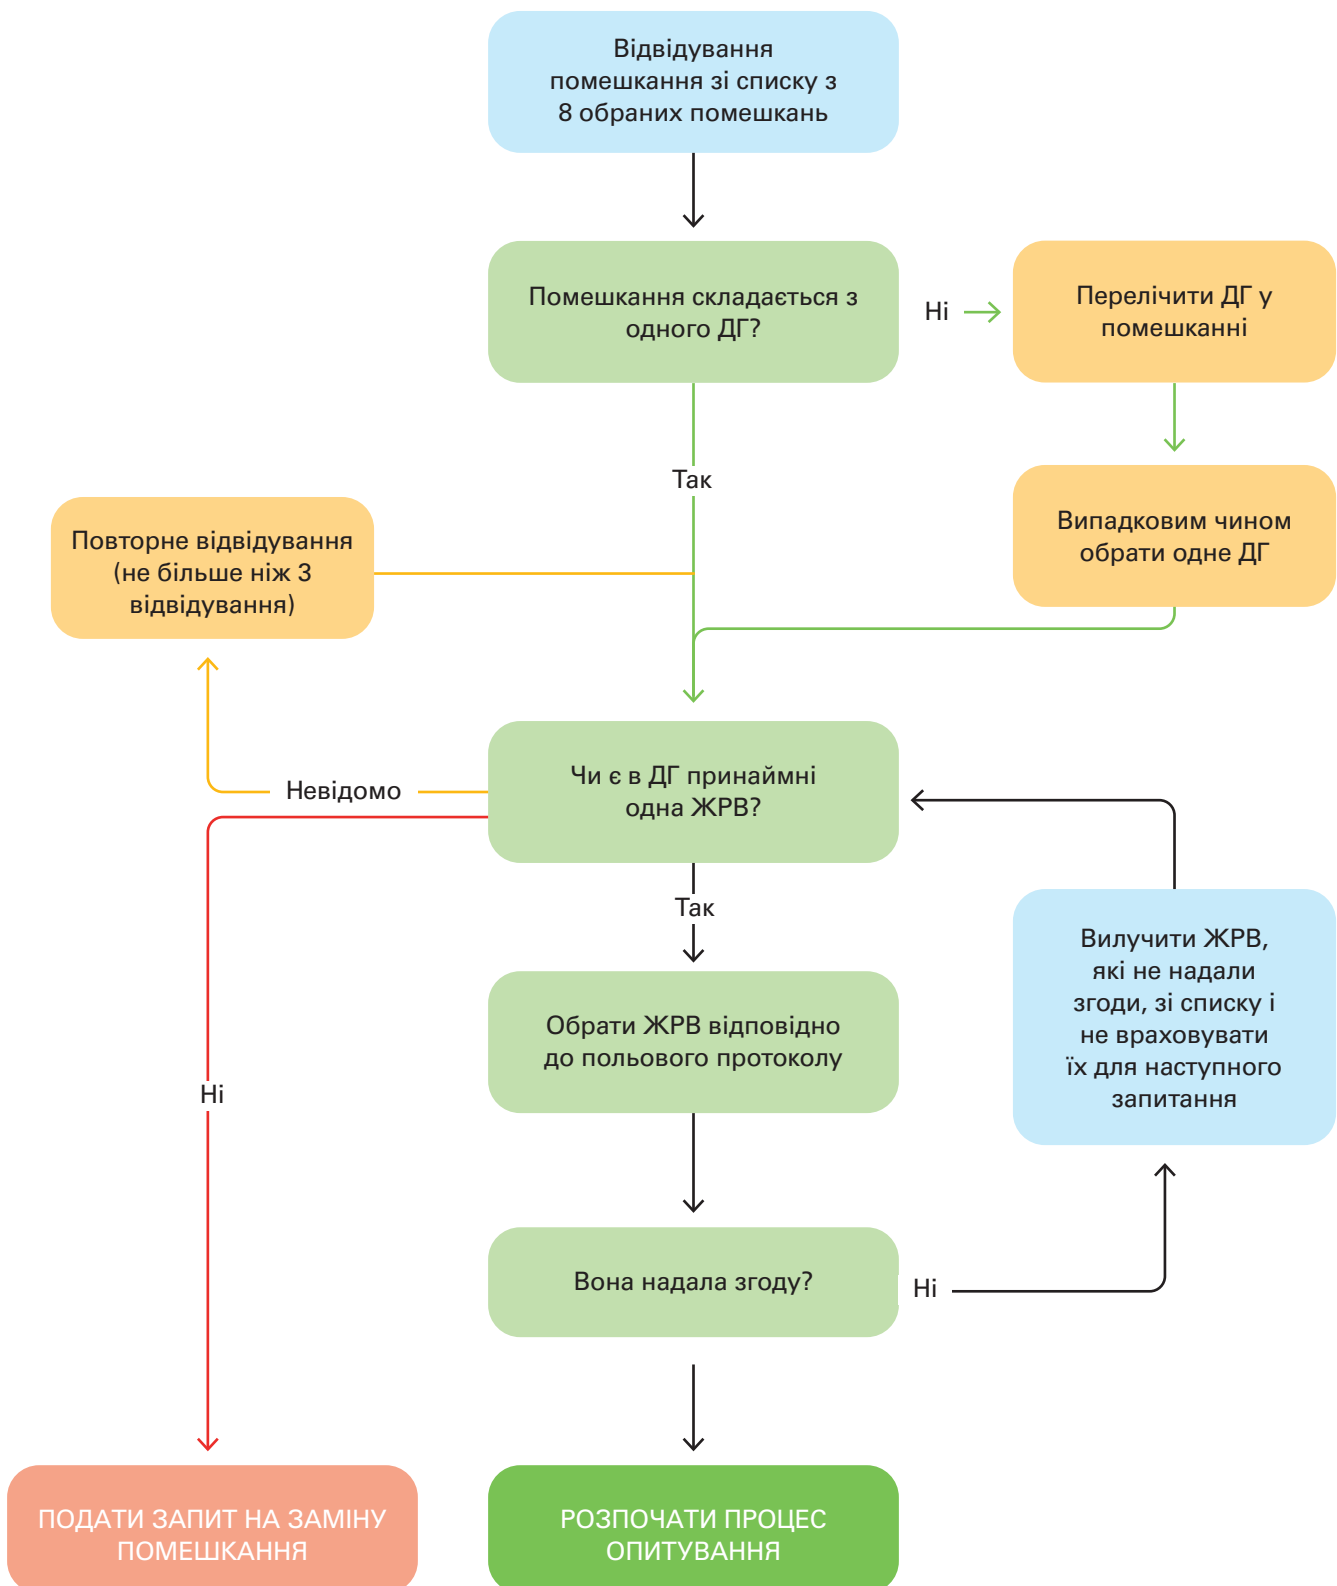 Відвідування
помешкання зі списку з
8 обраних помешкань
Помешкання складається з
одного ДГ?
Ні
Перелічити ДГ у
помешканні
Так
Випадковим чином
обрати одне ДГ
Повторне відвідування
(не більше ніж 3
відвідування)
Чи є в ДГ принаймні
одна ЖРВ?
Невідомо
Так
Вилучити ЖРВ,
які не надали
згоди, зі списку і
не враховувати
їх для наступного
запитання
Обрати ЖРВ відповідно
до польового протоколу
Ні
Вона надала згоду?
Ні
ПОДАТИ ЗАПИТ НА ЗАМІНУ
ПОМЕШКАННЯ
РОЗПОЧАТИ ПРОЦЕС
ОПИТУВАННЯ